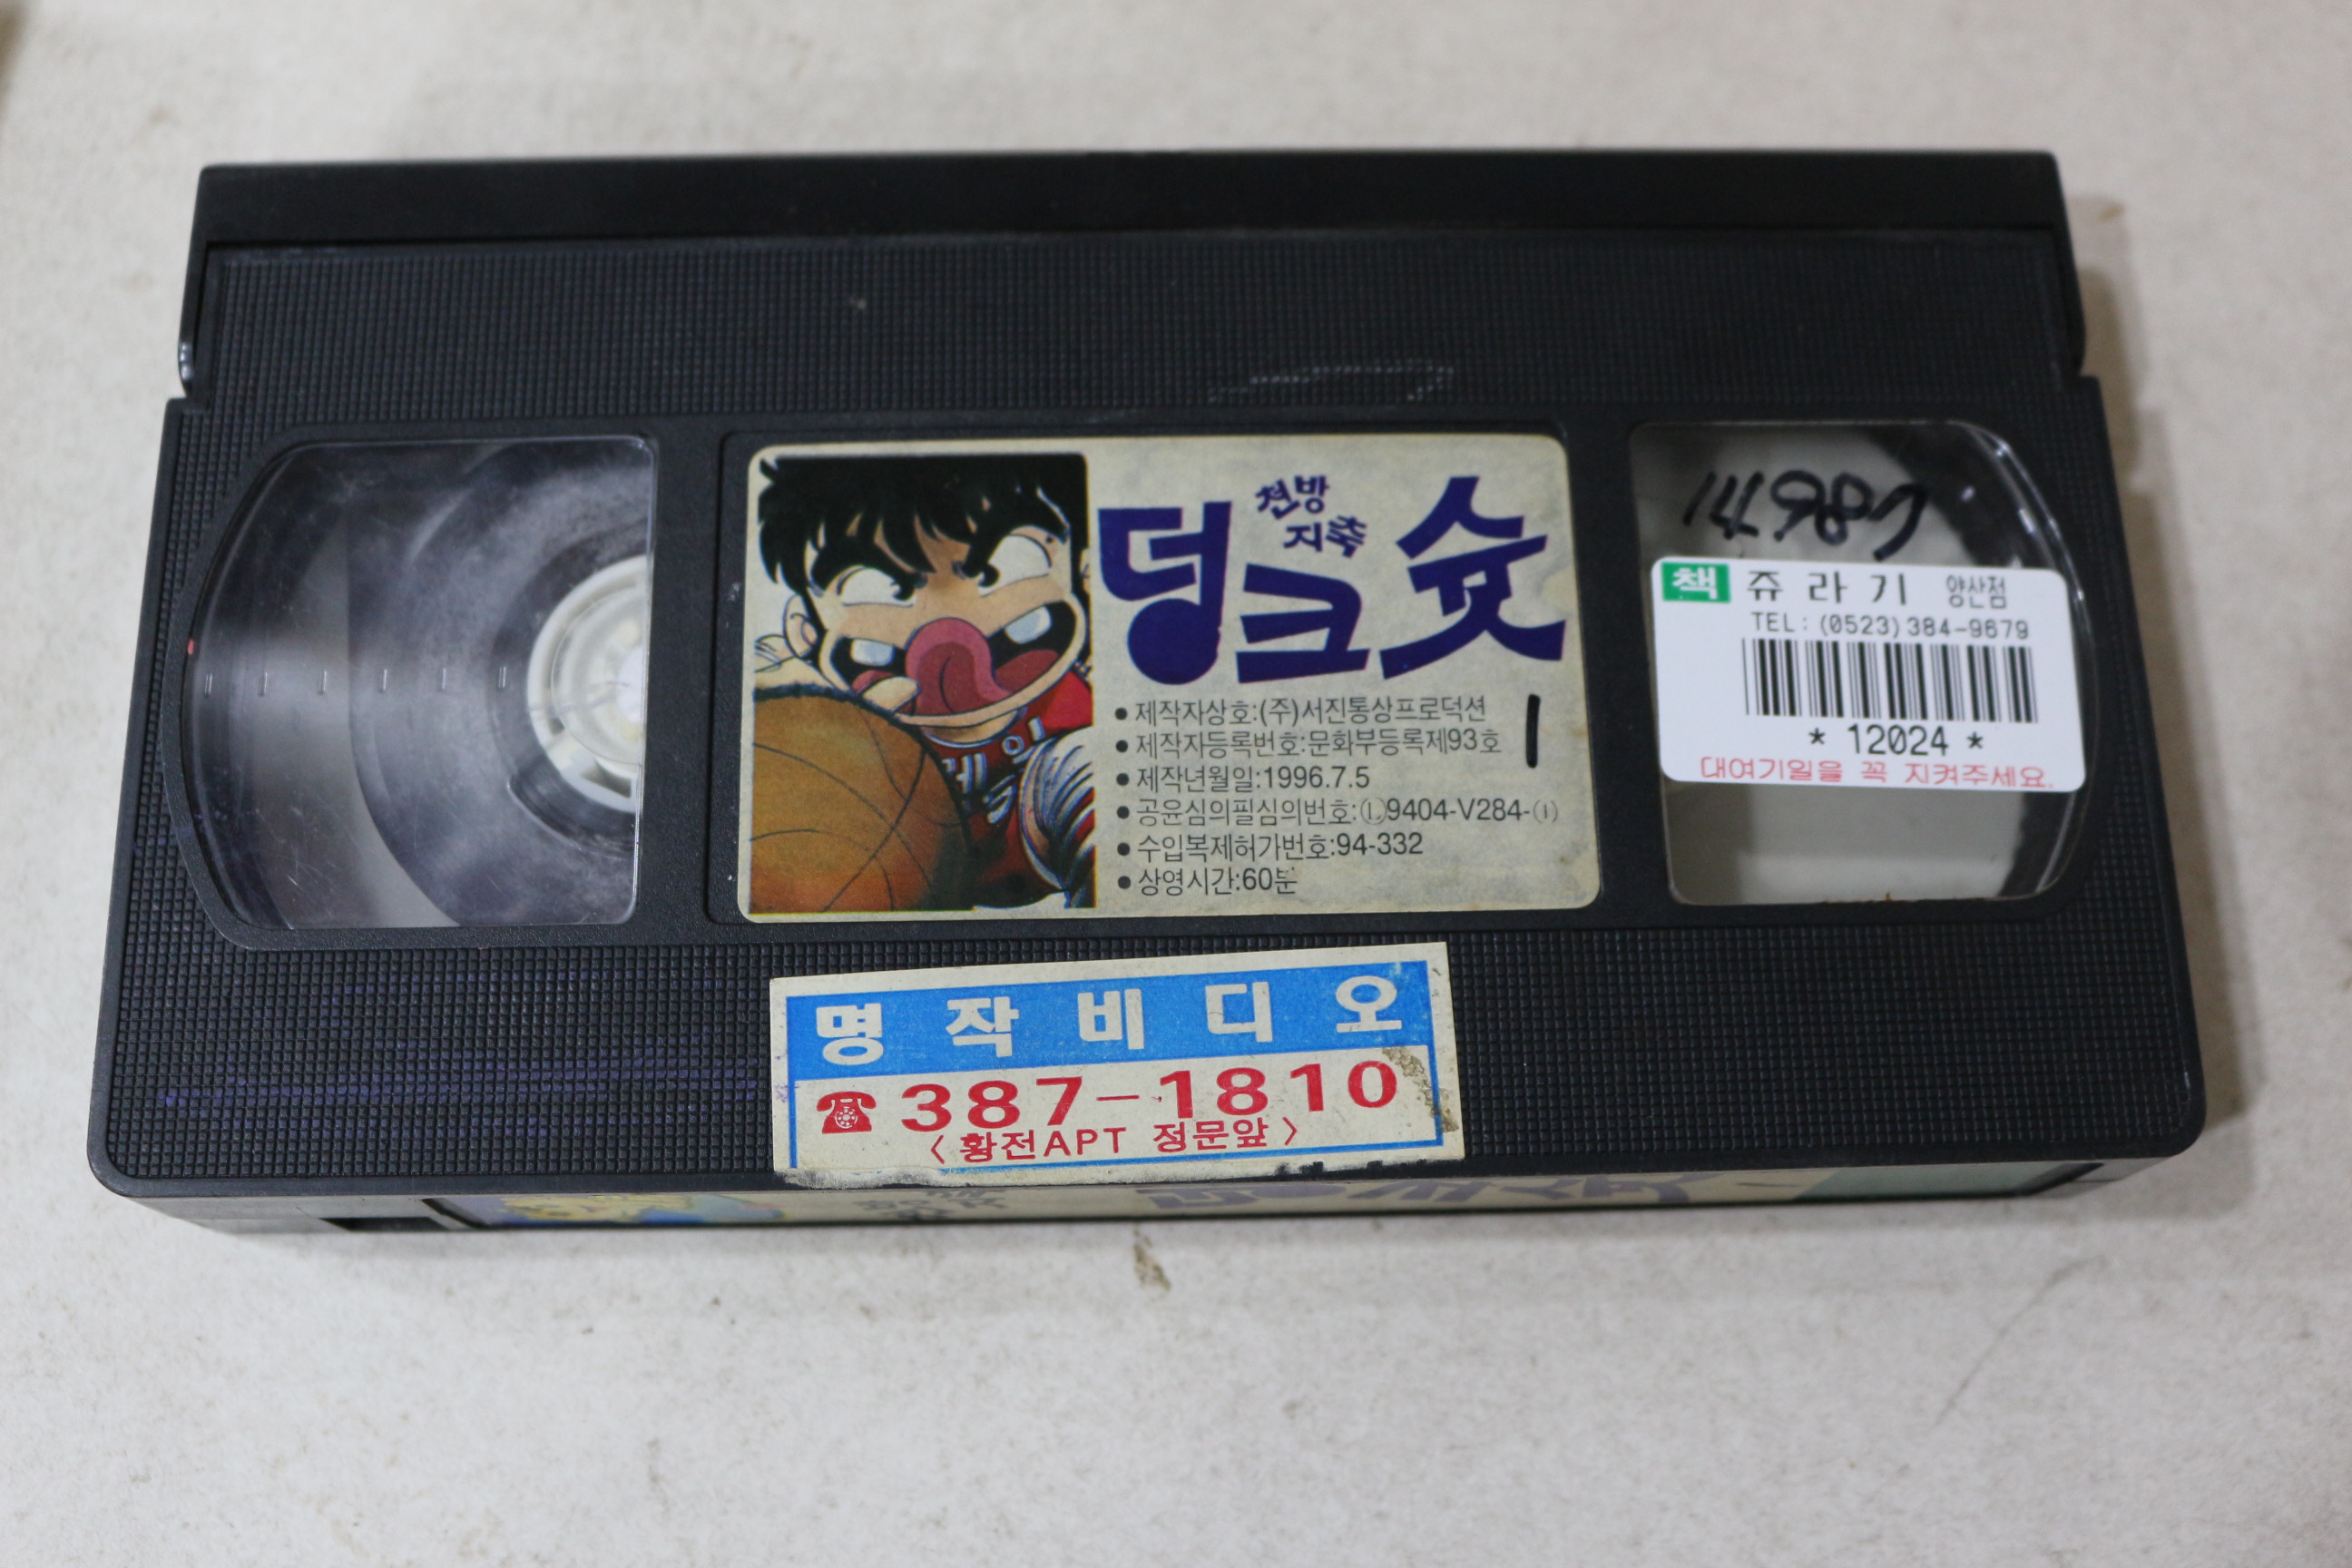 천방
지축
덩크슛
1
• 제작자상호:(주)서진통상프로덕션
• 제작자등록번호:문화부등록제93호
• 제작년월일:1996.7.5
• 공윤심의필심의번호:(1)9404-V284-(1)
• 수입복제허가번호:94-332
• 상영시간:60분
14987
책 쥬라기 양산점
TEL:(0523)384-9679
* 12024 *
대여기일을 꼭 지켜주세요.
명작비디오
☎387-1810
〈황전APT 정문앞〉